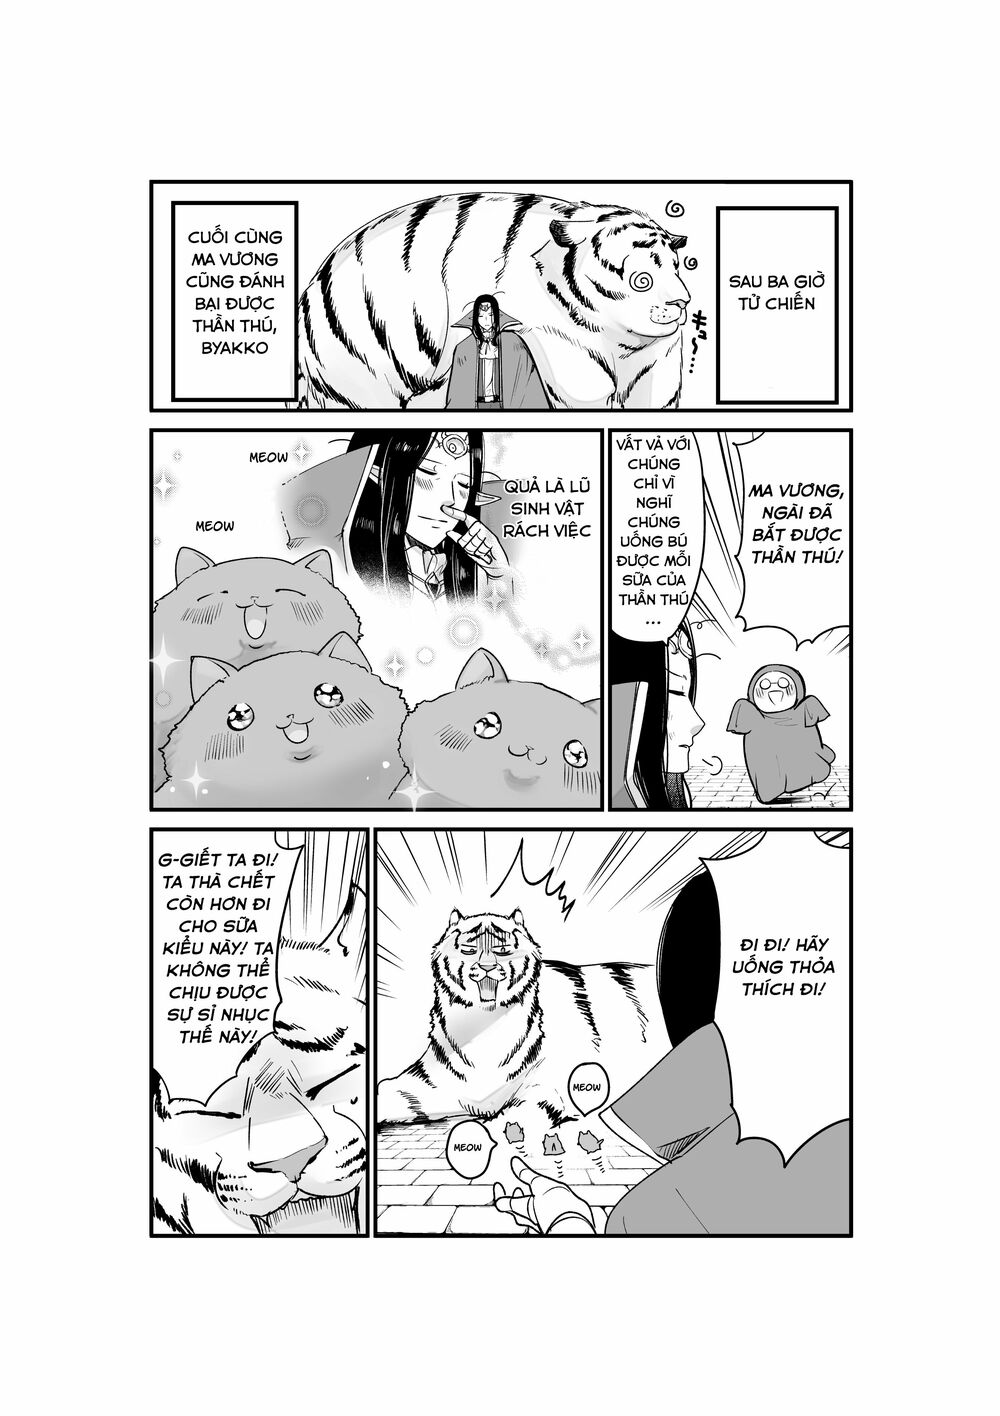 SAU BA GIỜ
TỬ CHIẾN
CUỐI CÙNG
MA VƯƠNG
CŨNG ĐÁNH
BẠI ĐƯỢC
THẦN THÚ,
BYAKKO
キュ〜……
MA VƯƠNG,
NGÀI ĐÃ
BẮT ĐƯỢC
THẦN THÚ!
VẤT VẢ VỚI
CHÚNG
CHỈ VÌ
NGHĨ
CHÚNG
UỐNG BÚ
ĐƯỢC MỖI
SỮA CỦA
THẦN THÚ
...
QUẢ LÀ LŨ
SINH VẬT
RÁCH VIỆC
MEOW
MEOW
ĐI ĐI! HÃY
UỐNG THỎA
THÍCH ĐI!
MEOW
MEOW
G-GIẾT TA ĐI!
TA THÀ CHẾT
CÒN HƠN ĐI
CHO SỮA
KIỂU NÀY! TA
KHÔNG THỂ
CHỊU ĐƯỢC
SỰ SỈ NHỤC
THẾ NÀY!